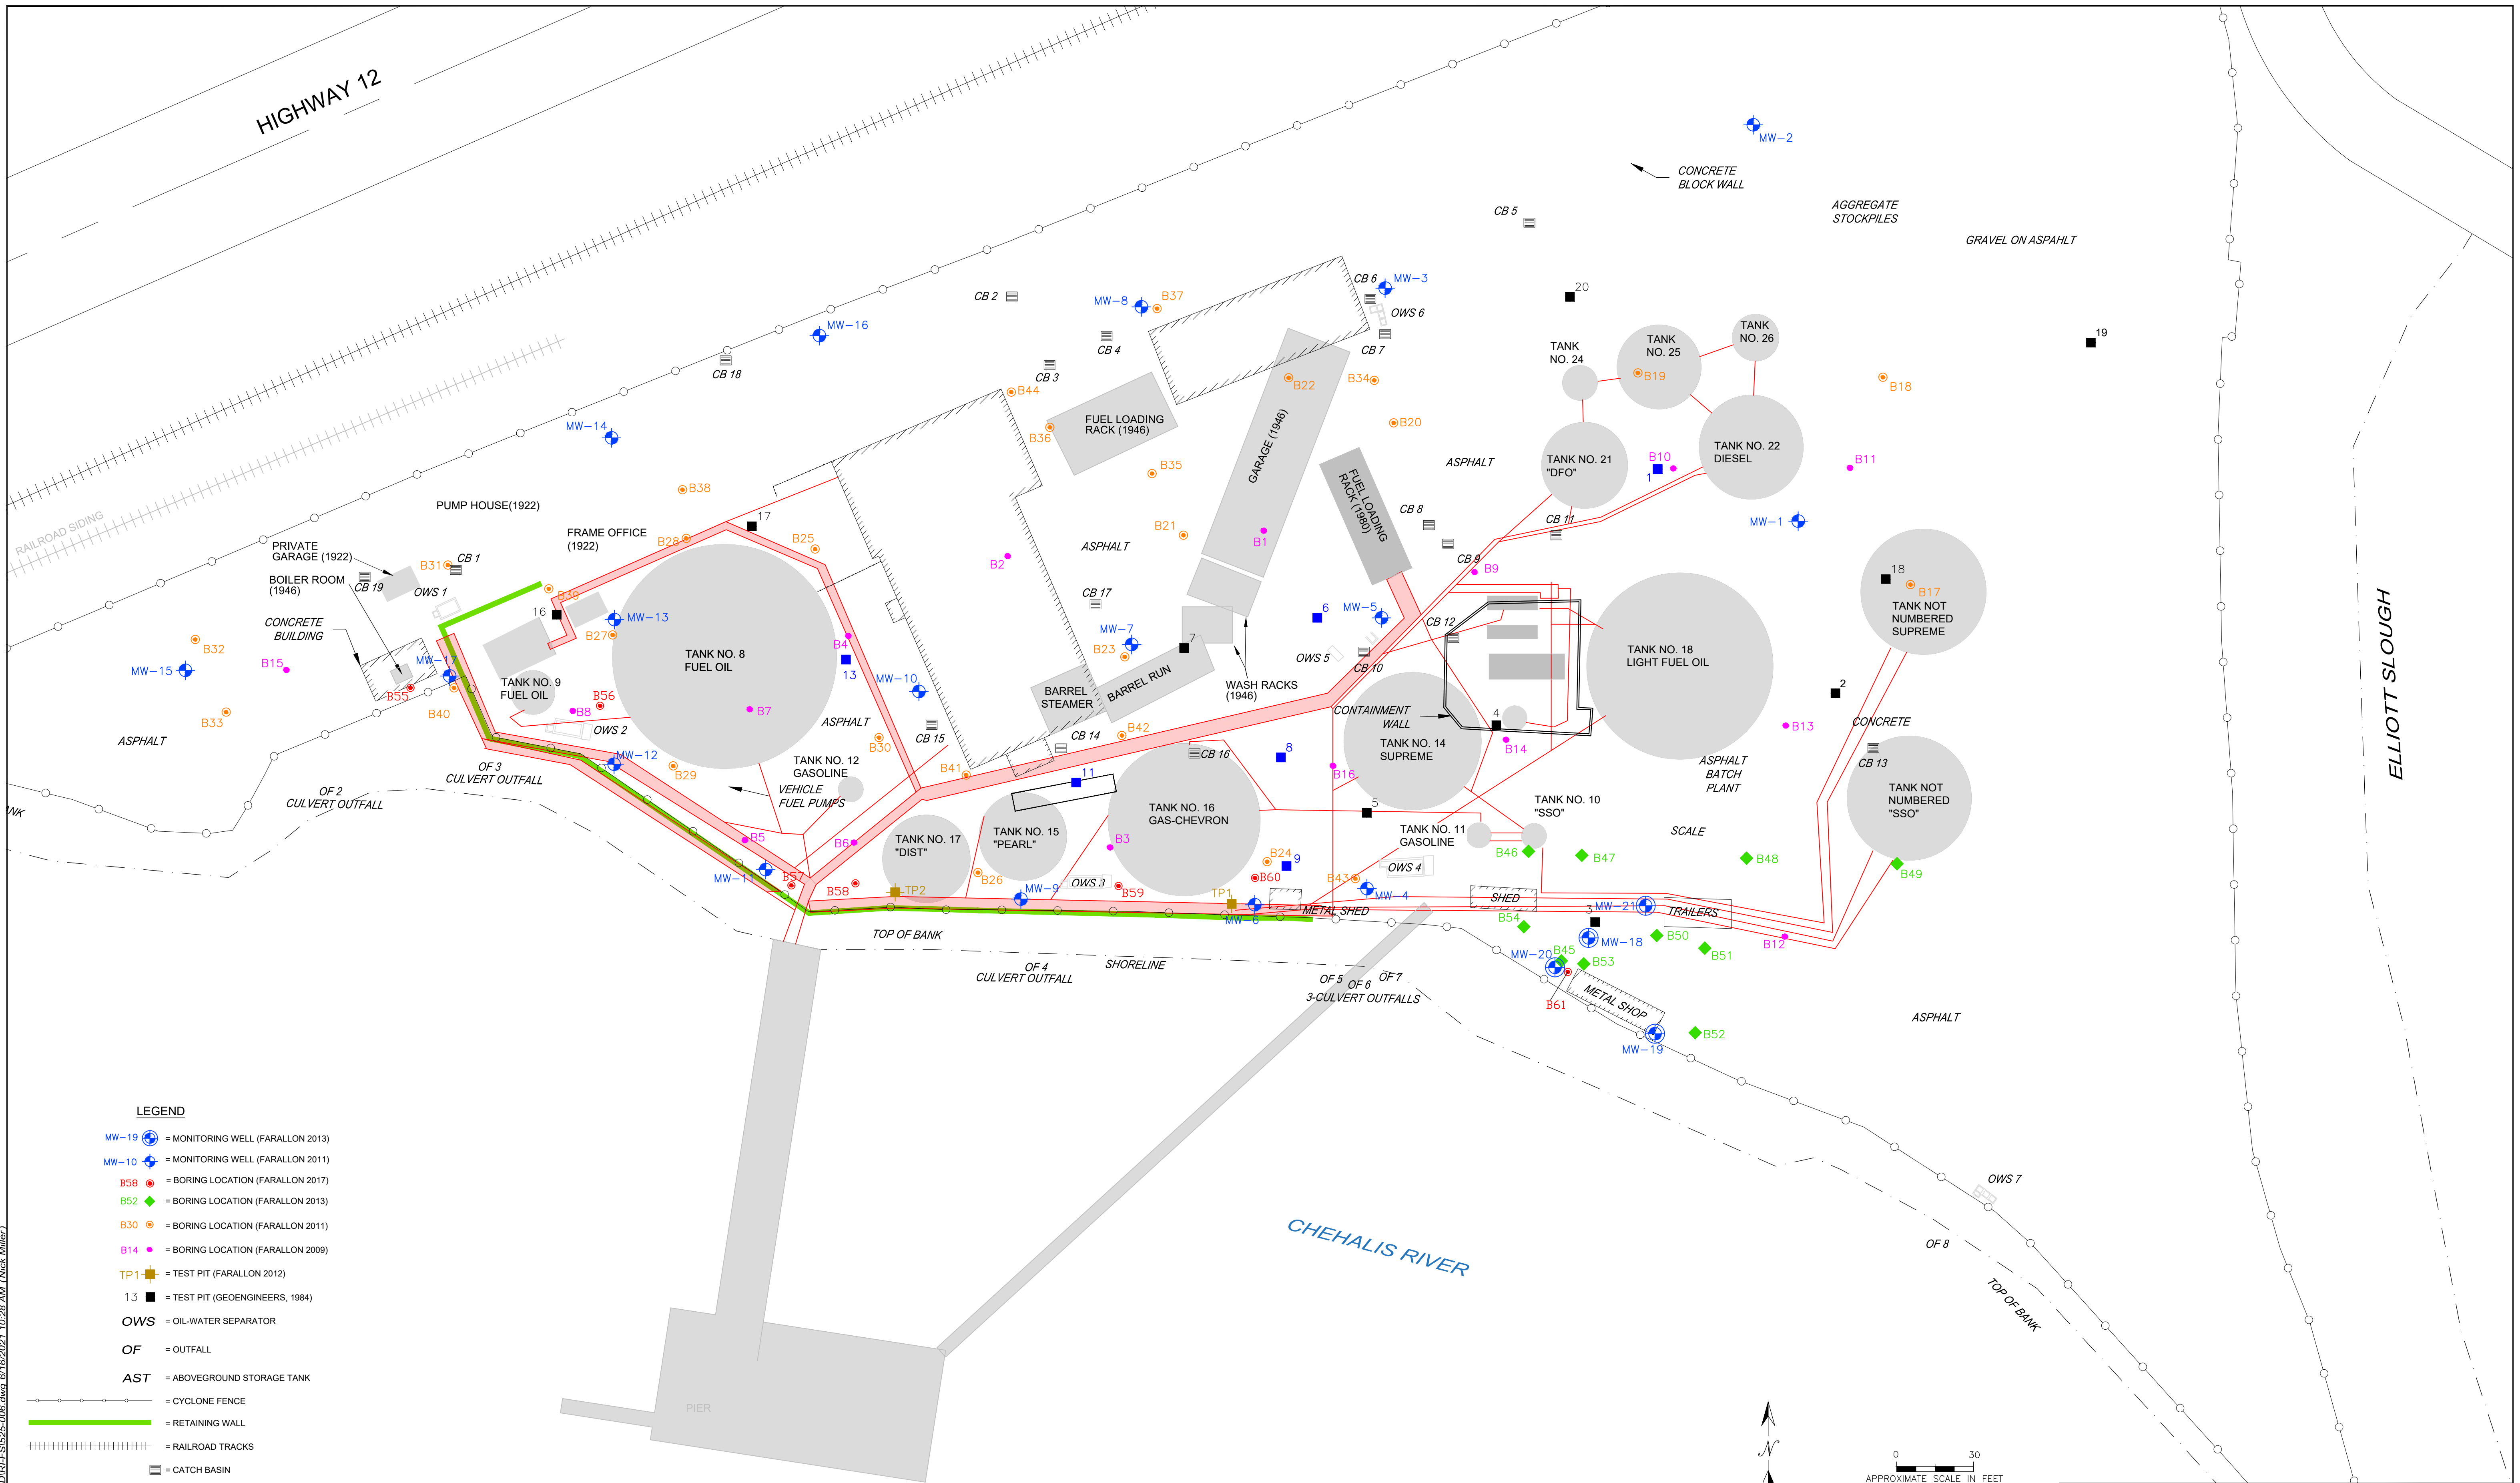 HIGHWAY 12
MW-2
CONCRETE
BLOCK WALL
AGGREGATE
STOCKPILES
GRAVEL ON ASPAHLT
CB 5
CB 6
MW-3
OWS 6
CB 7
CB 2
MW-8
B37
CB 4
CB 3
MW-16
CB 18
20
19
TANK
NO. 24
TANK
NO. 25
TANK
NO. 26
B19
B18
B44
B22
B34
FUEL LOADING
RACK (1946)
B36
B20
GARAGE (1946)
MW-14
B35
ASPHALT
TANK NO. 21
"DFO"
B10
1
TANK NO. 22
DIESEL
B11
FUEL LOADING
RACK (1980)
B38
RAILROAD SIDING
PUMP HOUSE(1922)
17
FRAME OFFICE
(1922)
B28
B25
B21
B1
CB 8
CB 11
MW-1
PRIVATE
GARAGE (1922)
CB 1
B31
ASPHALT
B2
CB 9
B9
BOILER ROOM
(1946)
CB 19
OWS 1
B39
CB 17
18
B17
TANK NOT
NUMBERED
SUPREME
ELLIOTT SLOUGH
CONCRETE
BUILDING
16
MW-13
B27
6
MW-5
CB 12
MW-7
7
B32
MW-15
B15
MW-17
TANK NO. 8
FUEL OIL
B4
13
B23
OWS 5
CB 10
TANK NO. 18
LIGHT FUEL OIL
TANK NO. 9
FUEL OIL
MW-10
BARREL
STEAMER
BARREL RUN
WASH RACKS
(1946)
2
B55
B40
B56
B8
B7
B33
ASPHALT
OWS 2
ASPHALT
CB 15
B30
B42
CB 14
CB 16
CONTAINMENT
WALL
4
B14
B13
CONCRETE
TANK NO. 14
SUPREME
8
CB 13
MW-12
B29
TANK NO. 12
GASOLINE
B41
11
B16
ASPHALT
BATCH
PLANT
OF 3
CULVERT OUTFALL
OF 2
CULVERT OUTFALL
VEHICLE
FUEL PUMPS
TANK NOT
NUMBERED
"SSO"
TANK NO. 10
"SSO"
TANK NO. 16
GAS-CHEVRON
5
B5
B6
TANK NO. 17
"DIST"
TANK NO. 15
"PEARL"
B3
TANK NO. 11
GASOLINE
SCALE
B46
B47
B48
B49
B24
9
OWS 4
MW-11
B57
B58
TP2
B26
OWS 3
MW-9
B59
B60
B43
TP1
MW-4
MW-6
METAL SHED
SHED
B54
3
MW-21
TRAILERS
TOP OF BANK
MW-18
B50
B51
B12
OF 4
CULVERT OUTFALL
SHORELINE
B45
MW-20
B53
OF 5
OF 6
OF 7
3-CULVERT OUTFALLS
B61
METAL SHOP
ASPHALT
B52
MW-19
PIER
CHEHALIS RIVER
OWS 7
OF 8
TOP OF BANK
LEGEND
MW-19 = MONITORING WELL (FARALLON 2013)
MW-10 = MONITORING WELL (FARALLON 2011)
B58 = BORING LOCATION (FARALLON 2017)
B52 = BORING LOCATION (FARALLON 2013)
B30 = BORING LOCATION (FARALLON 2011)
B14 = BORING LOCATION (FARALLON 2009)
TP1 = TEST PIT (FARALLON 2012)
13 = TEST PIT (GEOENGINEERS, 1984)
OWS = OIL-WATER SEPARATOR
OF = OUTFALL
AST = ABOVEGROUND STORAGE TANK
= CYCLONE FENCE
= RETAINING WALL
= RAILROAD TRACKS
= CATCH BASIN
N
0 30
APPROXIMATE SCALE IN FEET
6/16/2021 10:28 AM (Nick Miller)